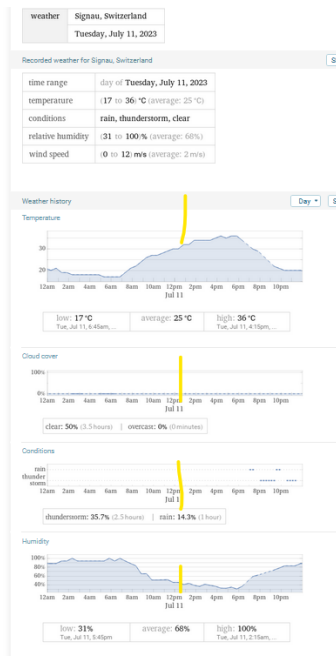 weather
Signau, Switzerland
Tuesday, July 11, 2023
Recorded weather for Signau, Switzerland
time range day of Tuesday, July 11, 2023
temperature (17 to 36) °C (average: 25 °C)
conditions rain, thunderstorm, clear
relative humidity (31 to 100)% (average: 68%)
wind speed (0 to 12) m/s (average: 2 m/s)
Weather history Day
Temperature
30
20
12am 2am 4am 6am 8am 10am 12pm 2pm 4pm 6pm 8pm 10pm
Jul 11
low: 17 °C average: 25 °C high: 36 °C
Tue, Jul 11, 6:45am, ... Tue, Jul 11, 4:15pm, ...
Cloud cover
100%
0%
12am 2am 4am 6am 8am 10am 12pm 2pm 4pm 6pm 8pm 10pm
Jul 11
clear: 50% (3.5 hours) | overcast: 0% (0 minutes)
Conditions
rain
thunder
storm
12am 2am 4am 6am 8am 10am 12pm 2pm 4pm 6pm 8pm 10pm
Jul 11
thunderstorm: 35.7% (2.5 hours) | rain: 14.3% (1 hour)
Humidity
100%
80%
60%
40%
12am 2am 4am 6am 8am 10am 12pm 2pm 4pm 6pm 8pm 10pm
Jul 11
low: 31% average: 68% high: 100%
Tue, Jul 11, 5:45pm Tue, Jul 11, 2:15am, ...